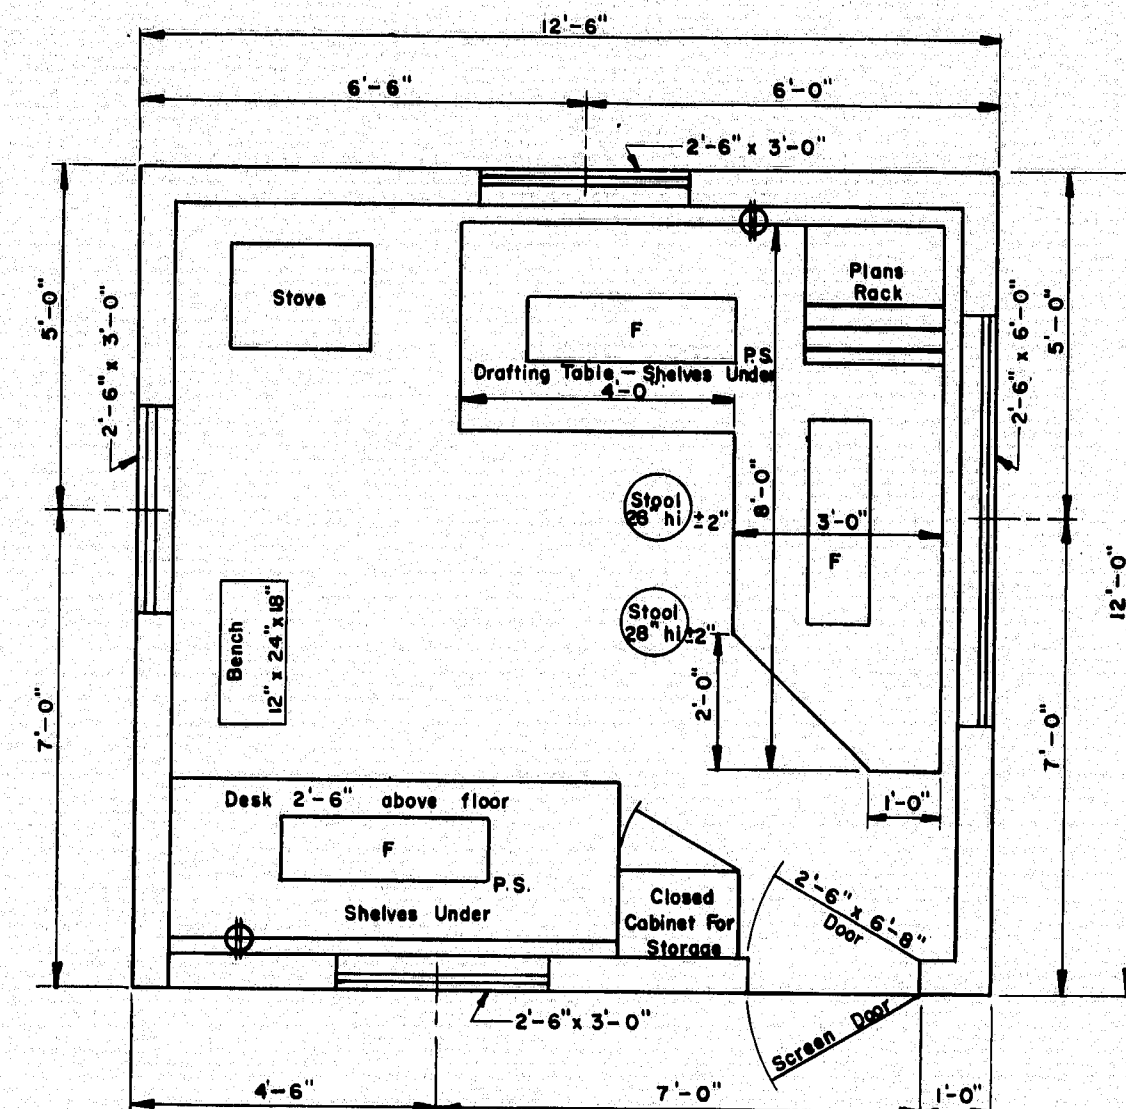 12'-6"
6'-6"
6'-0"
2'-6" x 3'-0"
5'-0"
2'-6" x 3'-0"
Stove
F
P.S.
Drafting Table – Shelves Under
4'-0"
Plans
Rack
2'-6" x 6'-0"
5'-0"
8'-0"
Stool
28" hi ±2"
3'-0"
F
12'-0"
Stool
28" hi ±2"
Bench
12" x 24" x 18"
2'-0"
7'-0"
7'-0"
1'-0"
Desk 2'-6" above floor
F
P.S.
Shelves Under
Closed
Cabinet For
Storage
2'-6" x 6'-8"
Door
Screen Door
2'-6" x 3'-0"
4'-6"
7'-0"
1'-0"